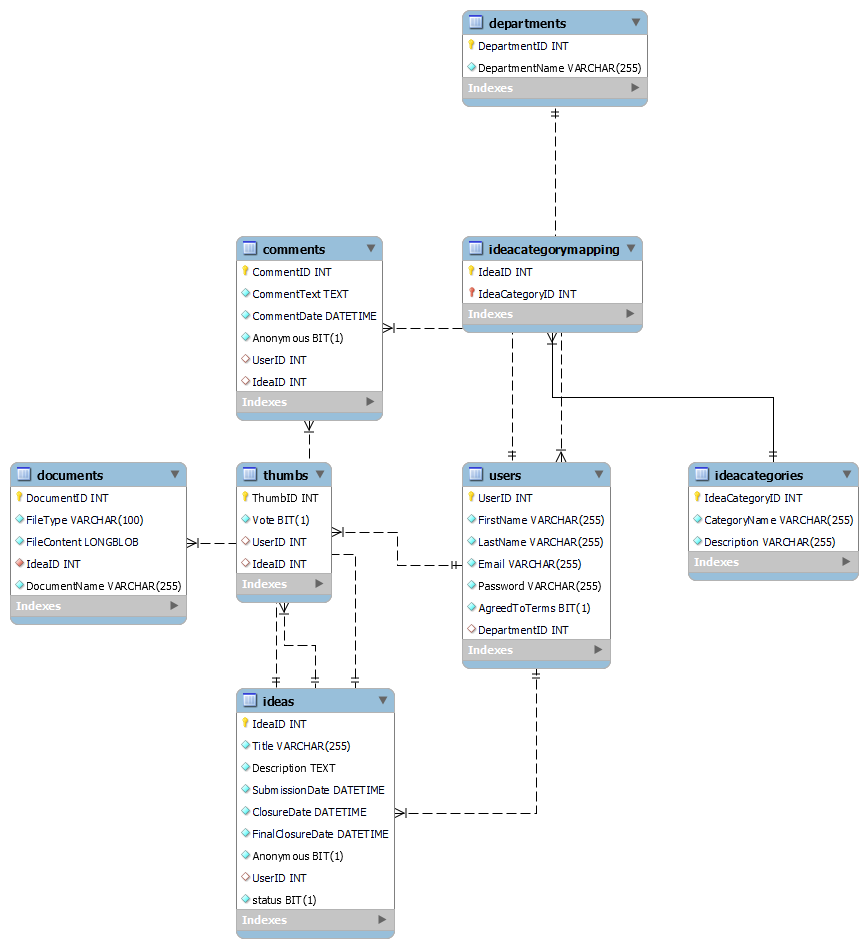 departments
DepartmentID INT
DepartmentName VARCHAR(255)
Indexes
comments
CommentID INT
CommentText TEXT
CommentDate DATETIME
Anonymous BIT(1)
UserID INT
IdeaID INT
Indexes
ideacategorymapping
IdeaID INT
IdeaCategoryID INT
Indexes
documents
DocumentID INT
FileType VARCHAR(100)
FileContent LONGBLOB
IdeaID INT
DocumentName VARCHAR(255)
Indexes
thumbs
ThumbID INT
Vote BIT(1)
UserID INT
IdeaID INT
Indexes
users
UserID INT
FirstName VARCHAR(255)
LastName VARCHAR(255)
Email VARCHAR(255)
Password VARCHAR(255)
AgreedToTerms BIT(1)
DepartmentID INT
Indexes
ideacategories
IdeaCategoryID INT
CategoryName VARCHAR(255)
Description VARCHAR(255)
Indexes
ideas
IdeaID INT
Title VARCHAR(255)
Description TEXT
SubmissionDate DATETIME
ClosureDate DATETIME
FinalClosureDate DATETIME
Anonymous BIT(1)
UserID INT
status BIT(1)
Indexes